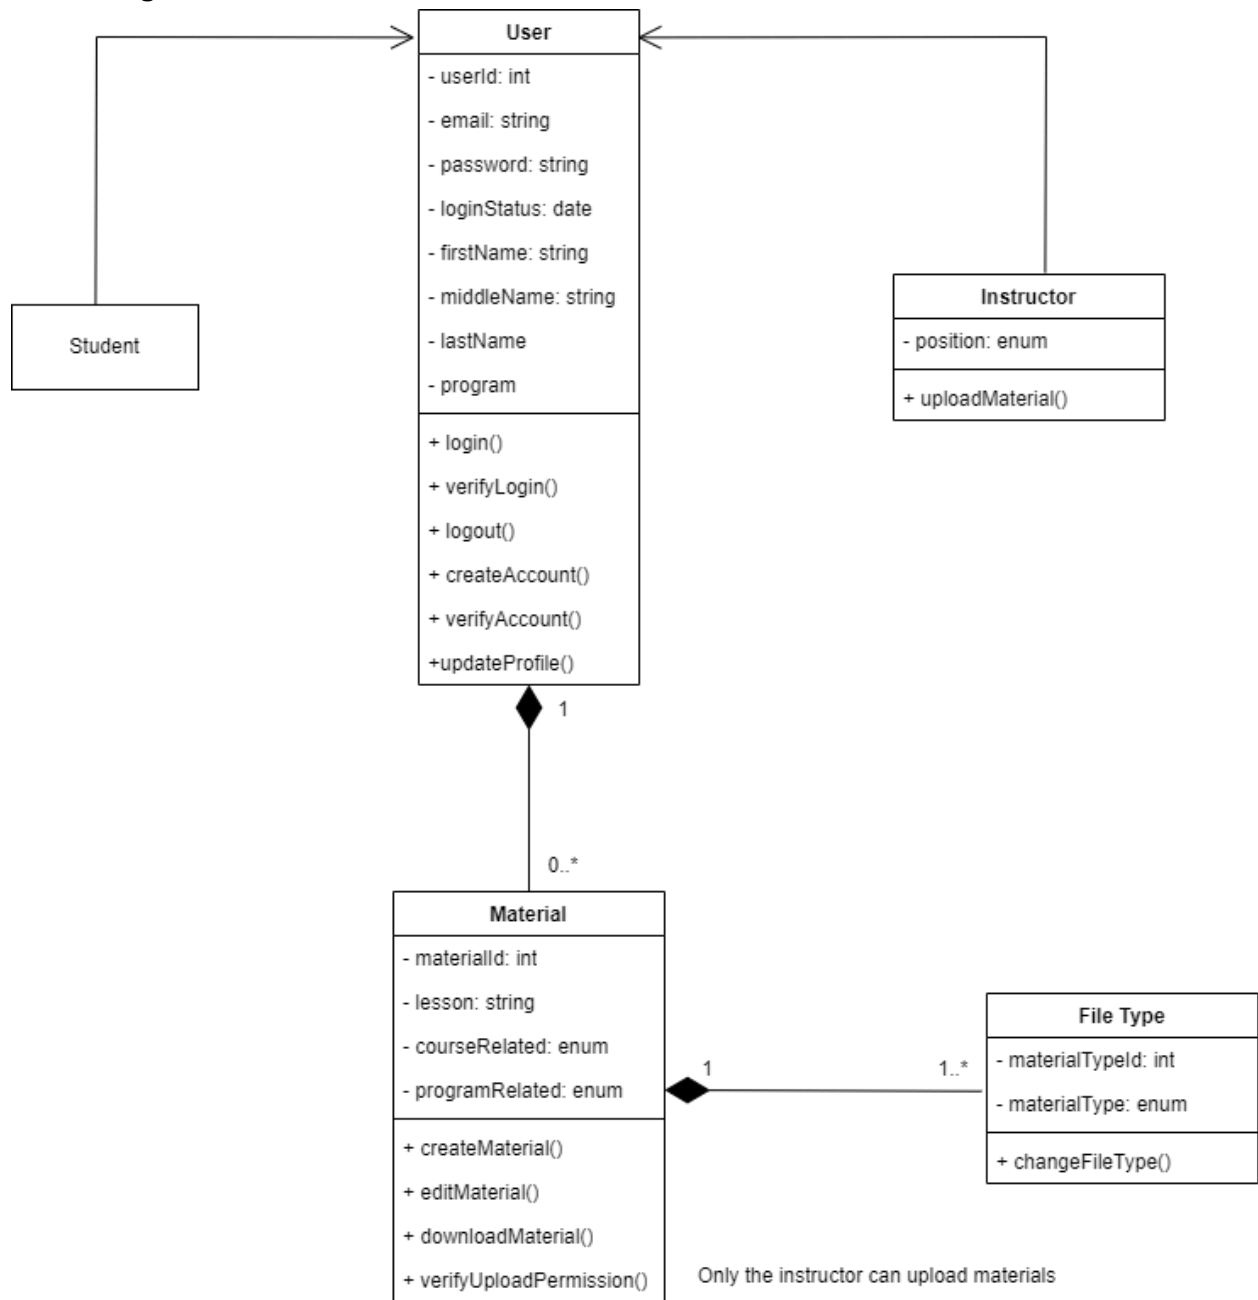 User
- userId: int
- email: string
- password: string
- loginStatus: date
- firstName: string
- middleName: string
- lastName
- program
+ login()
+ verifyLogin()
+ logout()
+ createAccount()
+ verifyAccount()
+updateProfile()
Student
Instructor
- position: enum
+ uploadMaterial()
1
0..*
Material
- materialId: int
- lesson: string
- courseRelated: enum
- programRelated: enum
+ createMaterial()
+ editMaterial()
+ downloadMaterial()
+ verifyUploadPermission()
1
1..*
File Type
- materialTypeId: int
- materialType: enum
+ changeFileType()
Only the instructor can upload materials